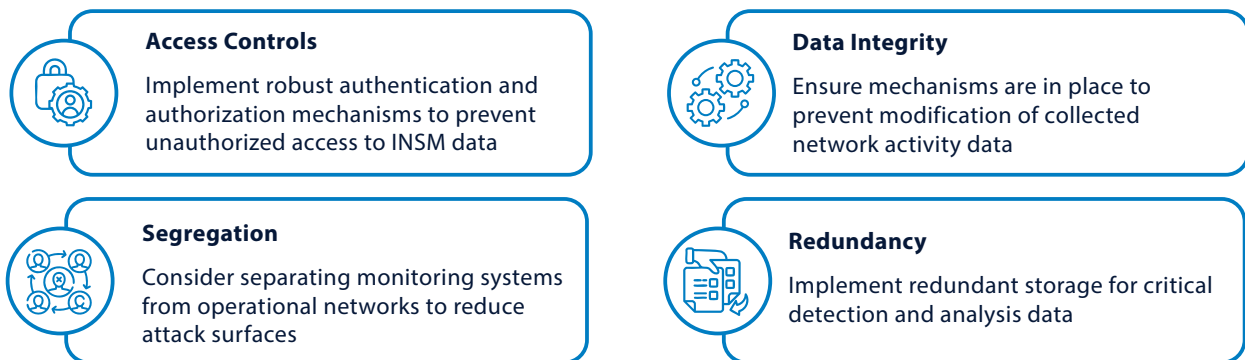 Access Controls
Implement robust authentication and
authorization mechanisms to prevent
unauthorized access to INSM data
Data Integrity
Ensure mechanisms are in place to
prevent modification of collected
network activity data
Segregation
Consider separating monitoring systems
from operational networks to reduce
attack surfaces
Redundancy
Implement redundant storage for critical
detection and analysis data